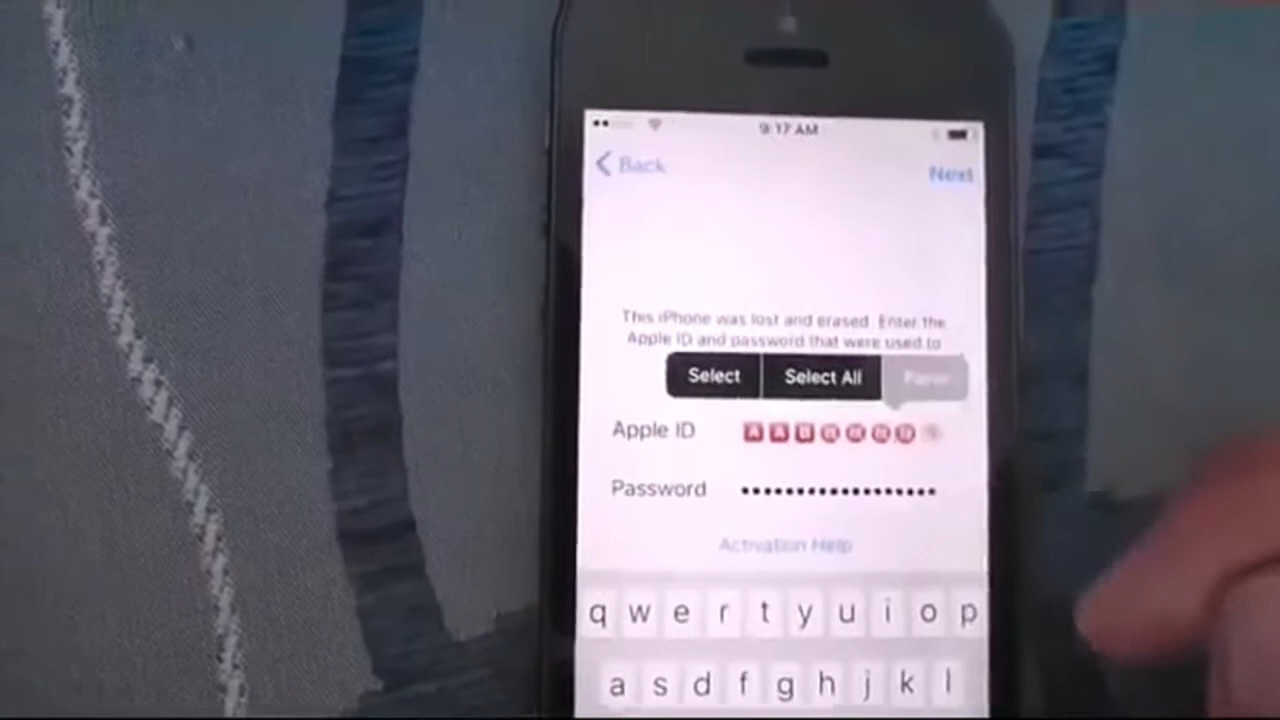 9:17 AM
Back
Next
This iPhone was lost and erased. Enter the
Apple ID and password that were used to
Select
Select All
Paste
Apple ID
🅰🅰🅱
Password
Activation Help
q w e r t y u i o p
a s d f g h j k l